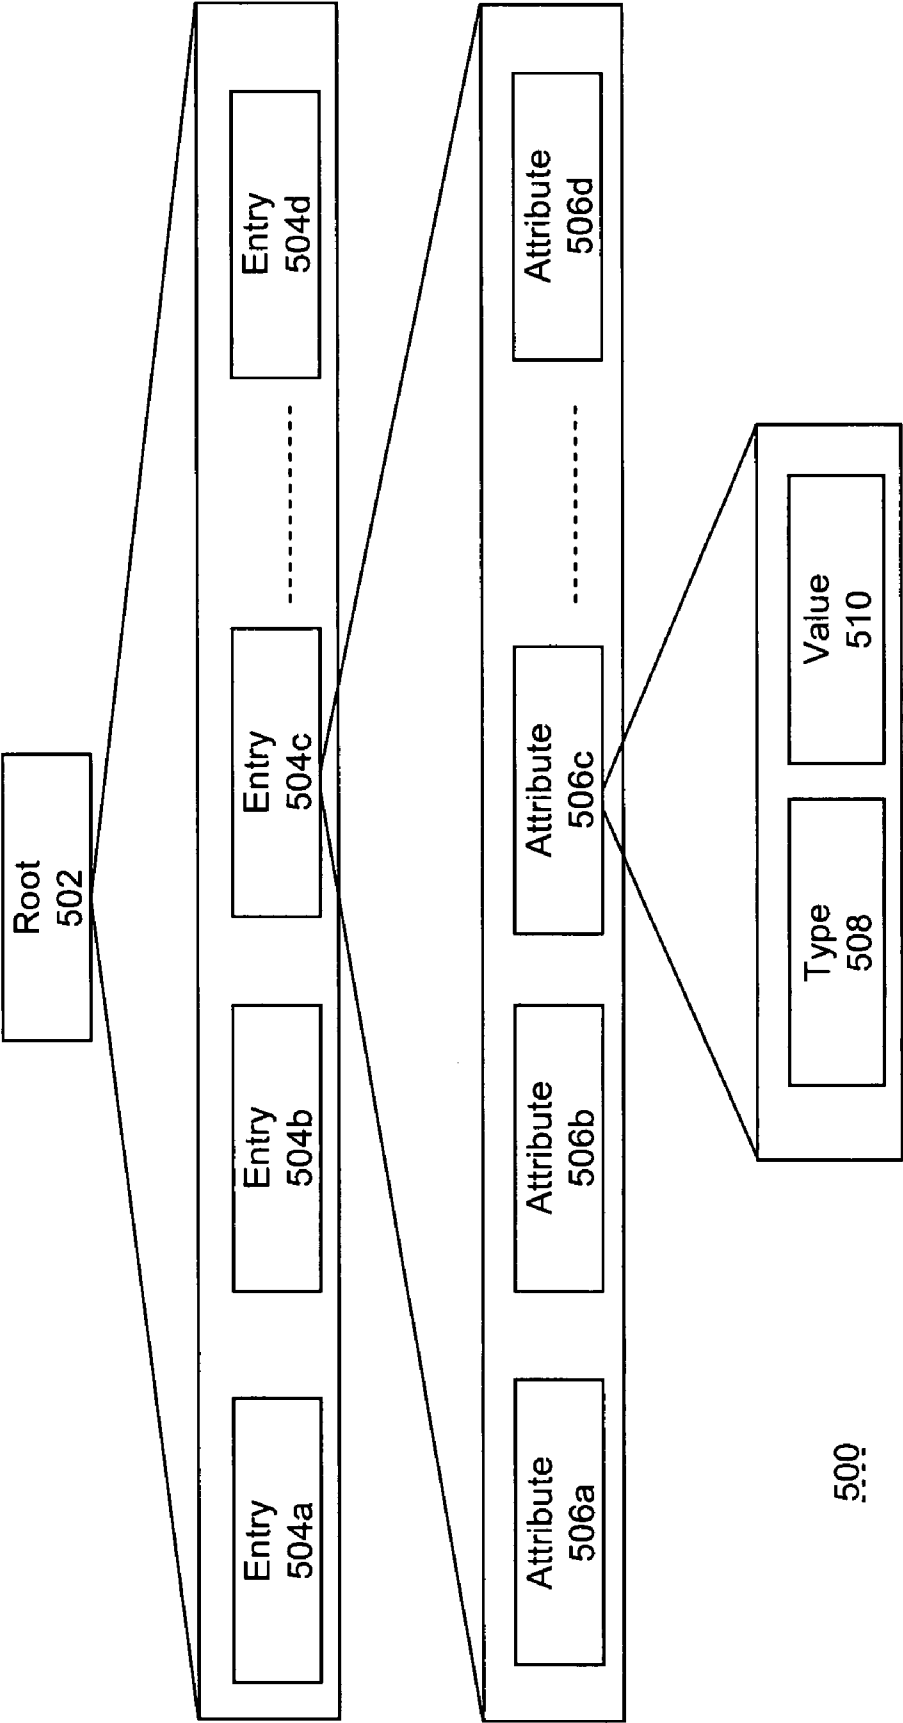 Root
502
Entry
504a
Entry
504b
Entry
504c
Entry
504d
Attribute
506a
Attribute
506b
Attribute
506c
Attribute
506d
Type
508
Value
510
500